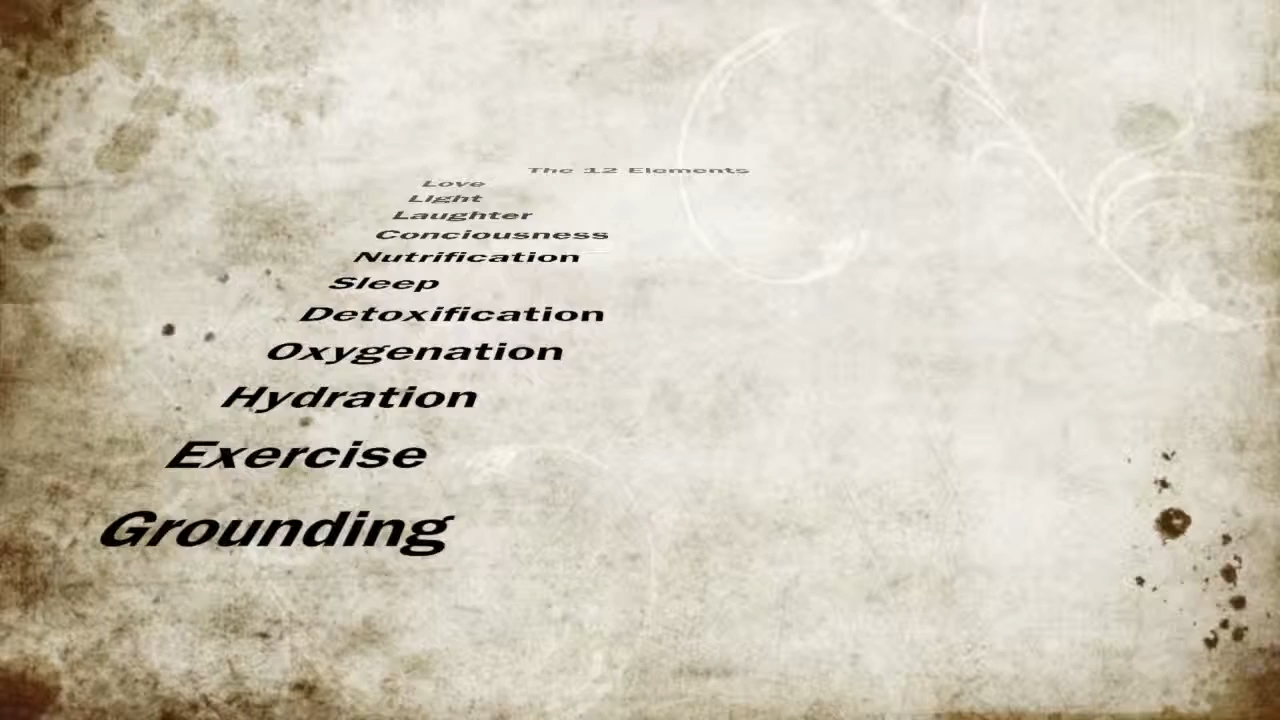 The 12 Elements
Love
Light
Laughter
Conciousness
Nutrification
Sleep
Detoxification
Oxygenation
Hydration
Exercise
Grounding